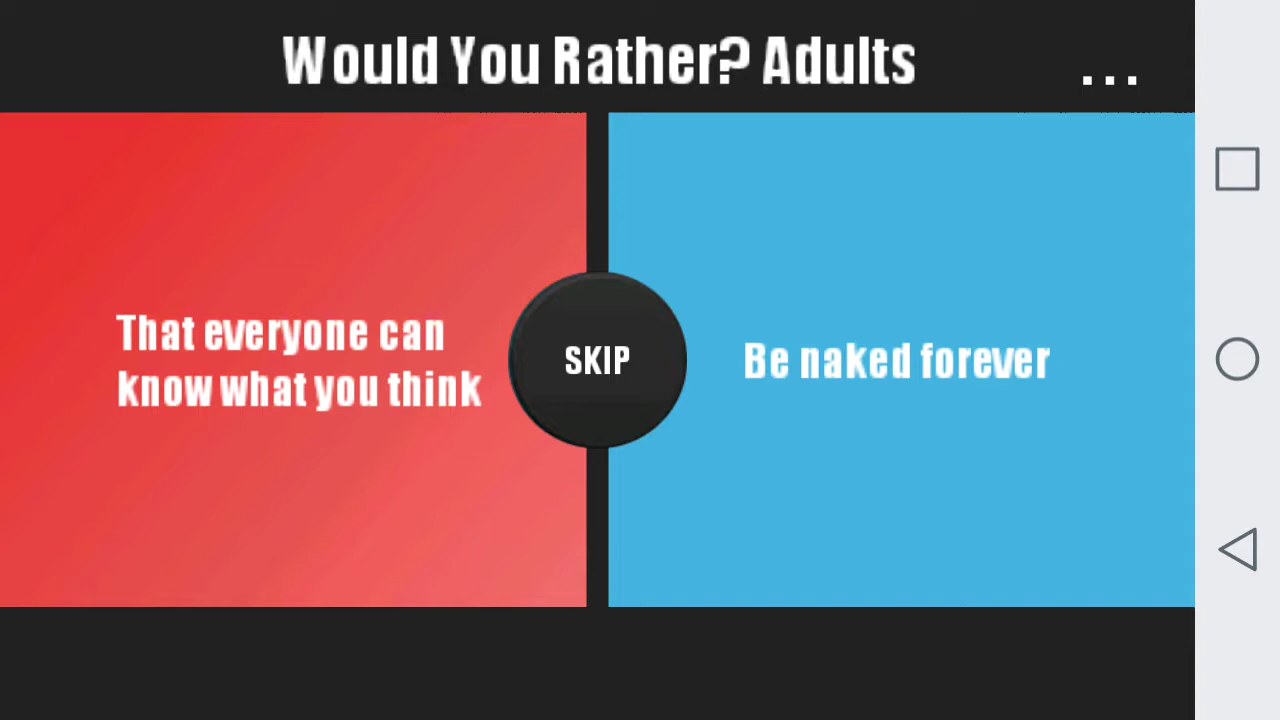 Would You Rather? Adults
...
That everyone can
know what you think
SKIP
Be naked forever